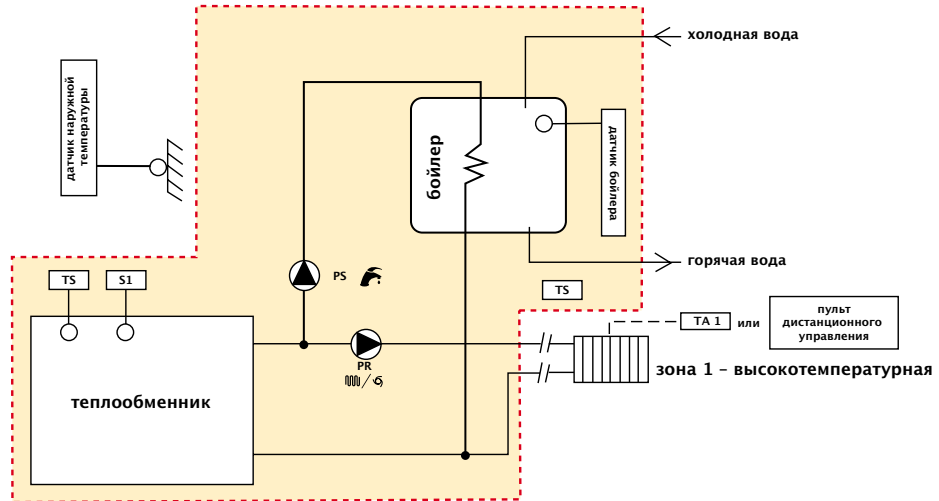 холодная вода
датчик наружной
температуры
бойлер
датчик бойлера
горячая вода
TS
S1
PS
TS
TA 1
или
пульт
дистанционного
управления
PR
/
зона 1 – высокотемпературная
теплообменник